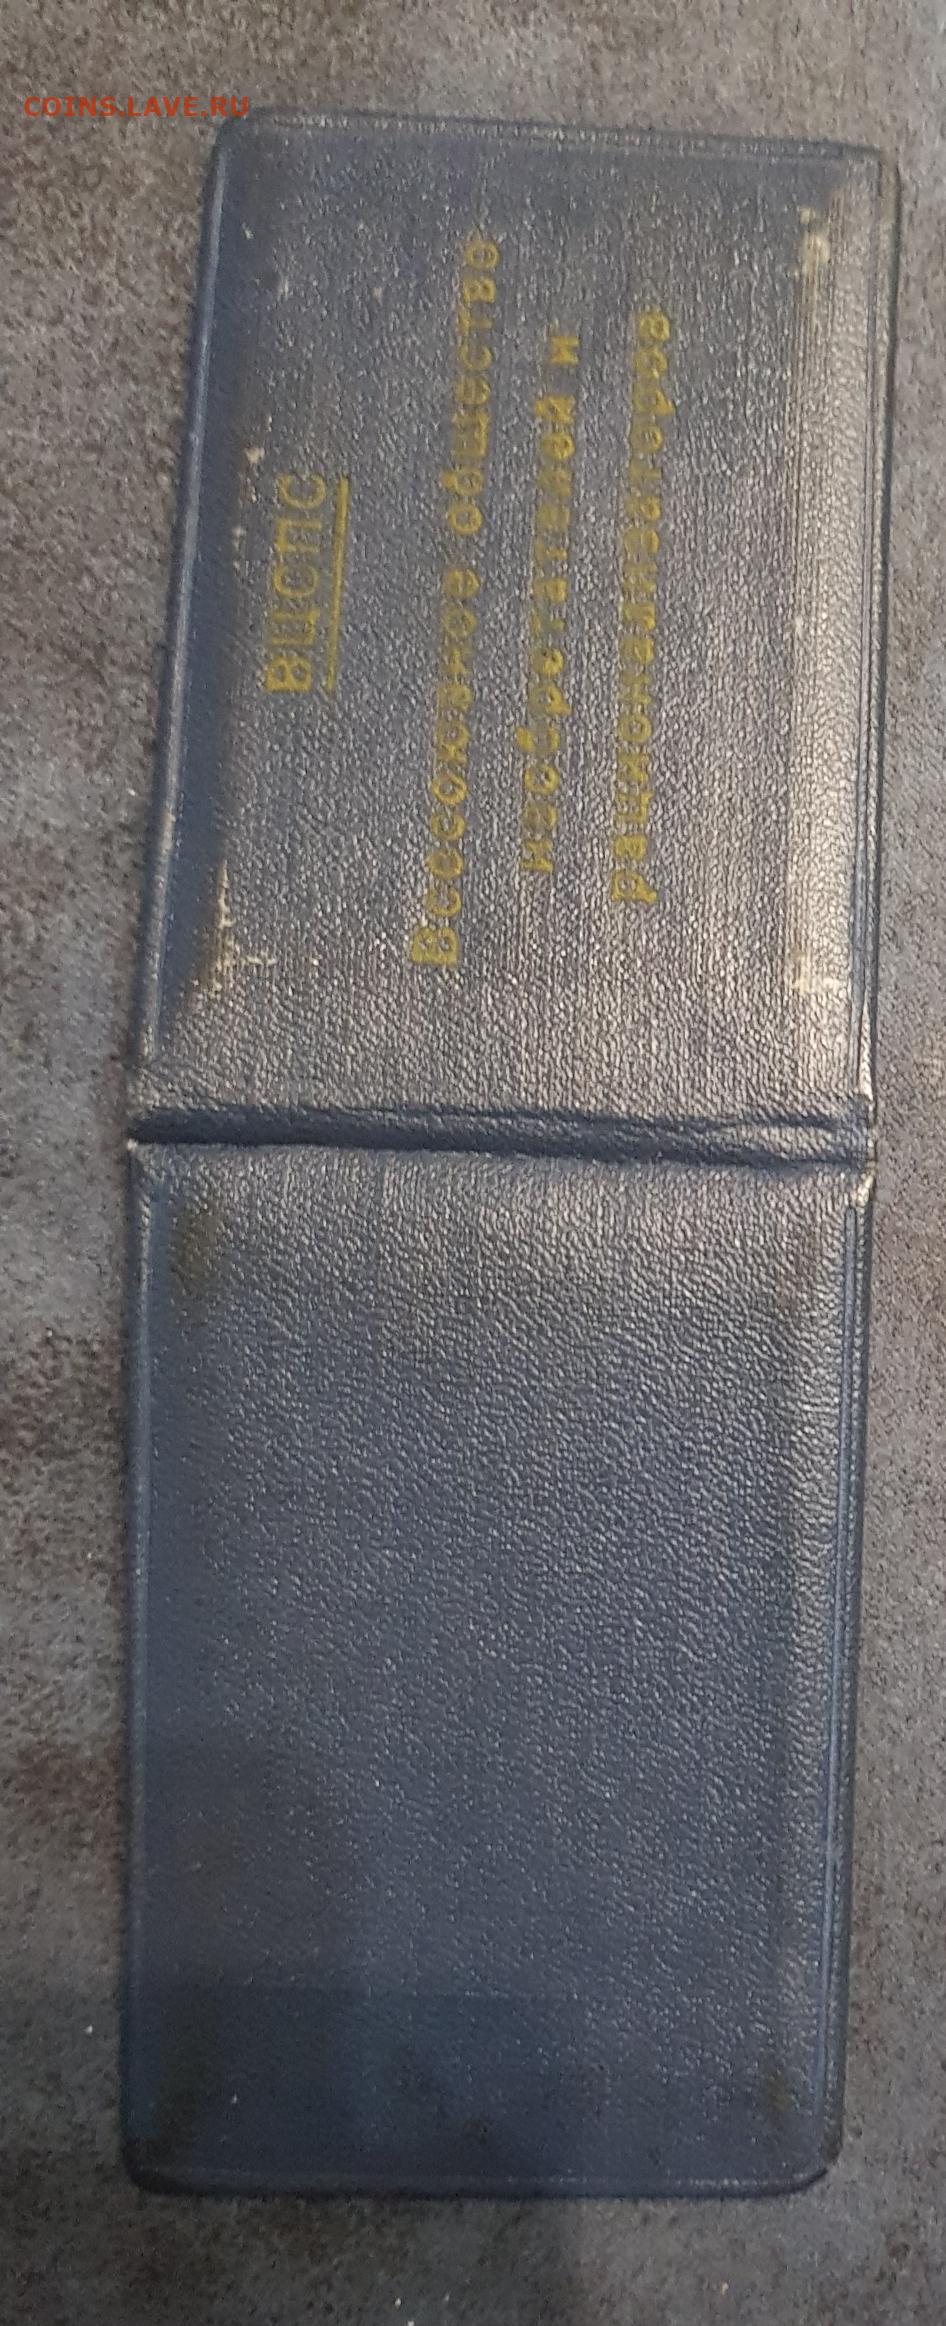 COINS.LAVE.RU
ВЦСПС
Всесоюзное общество
изобретателей и
рационализаторов